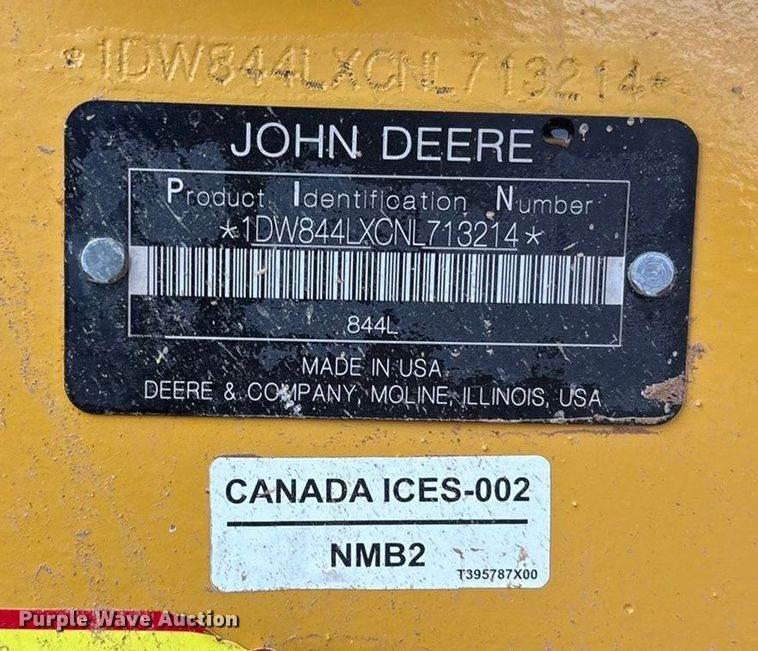 *1DW844LXCNL713214*
JOHN DEERE
Product Identification Number
*1DW844LXCNL713214*
844L
MADE IN USA
DEERE & COMPANY, MOLINE, ILLINOIS, USA
CANADA ICES-002
NMB2
T395787X00
Purple Wave Auction